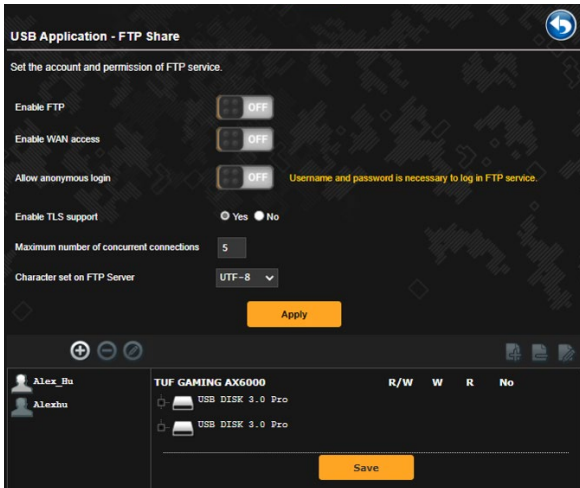 USB Application - FTP Share
Set the account and permission of FTP service.
Enable FTP OFF
Enable WAN access OFF
Allow anonymous login OFF Username and password is necessary to log in FTP service.
Enable TLS support Yes No
Maximum number of concurrent connections 5
Character set on FTP Server UTF-8
Apply
Alex_Hu
Alexhu
TUF GAMING AX6000 R/W W R No
USB DISK 3.0 Pro
USB DISK 3.0 Pro
Save